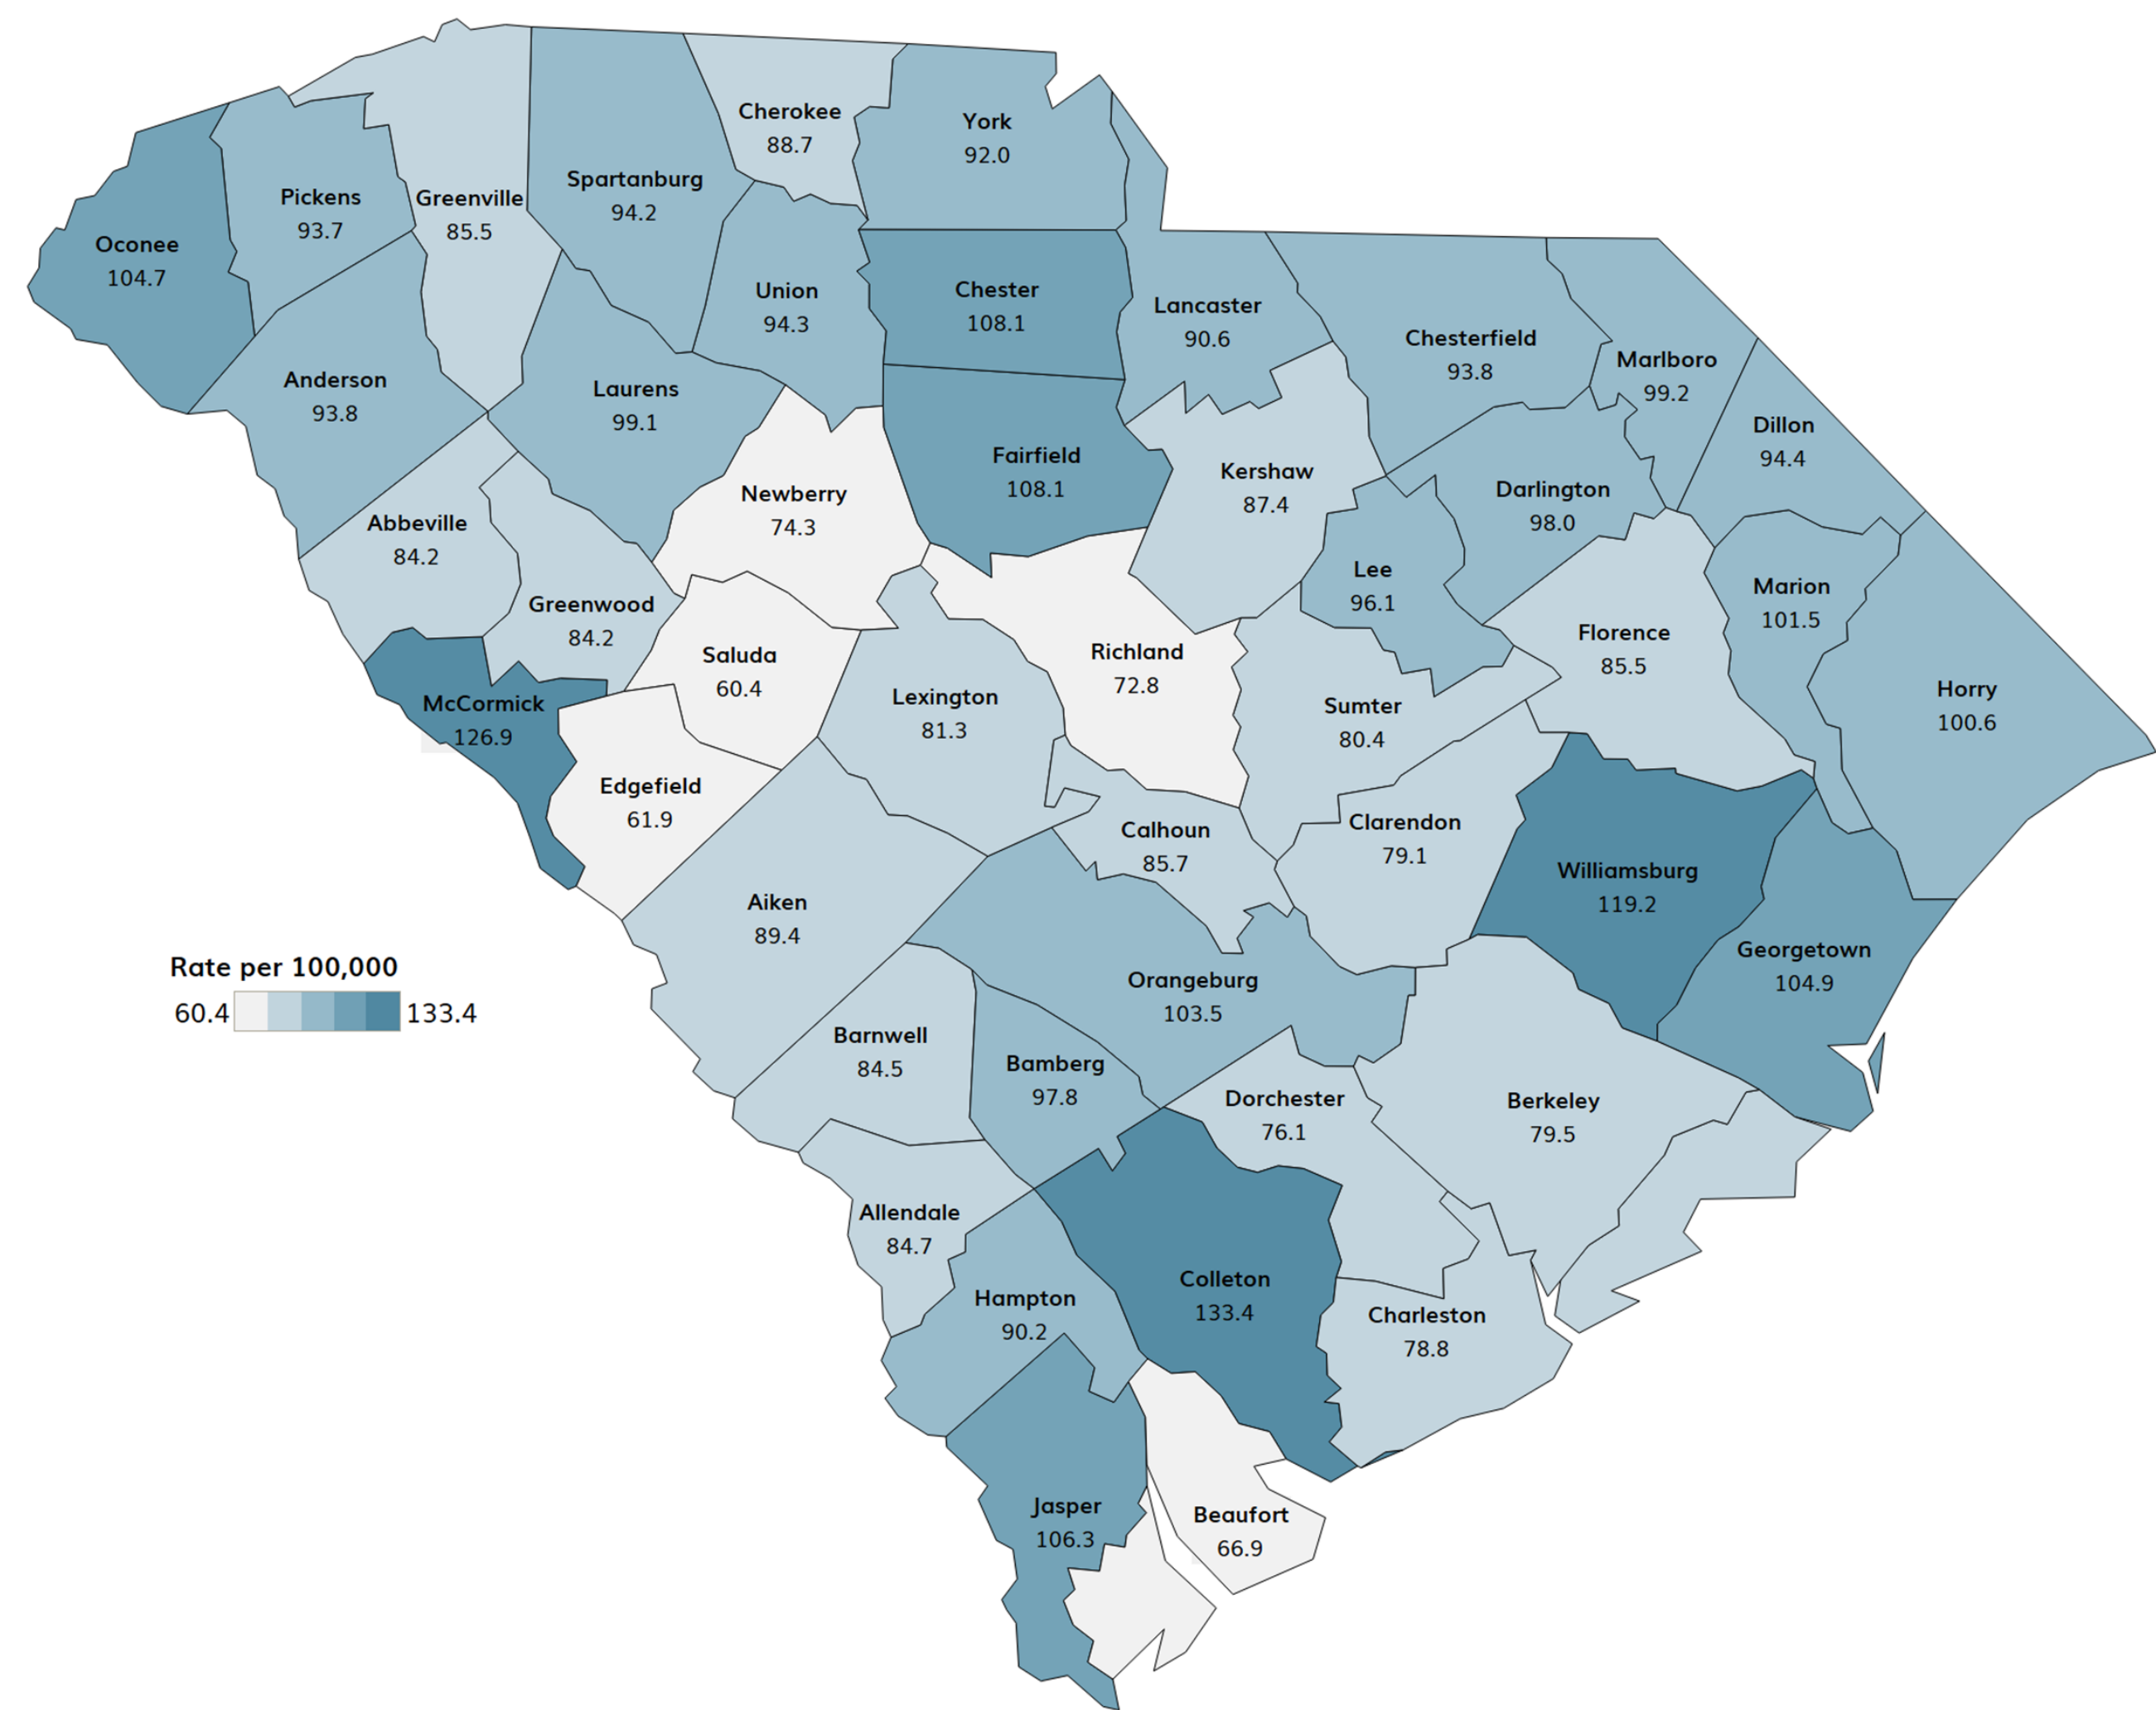 Cherokee
88.7
York
92.0
Spartanburg
94.2
Pickens
93.7
Greenville
85.5
Oconee
104.7
Union
94.3
Chester
108.1
Lancaster
90.6
Chesterfield
93.8
Marlboro
99.2
Anderson
93.8
Laurens
99.1
Dillon
94.4
Fairfield
108.1
Kershaw
87.4
Darlington
98.0
Newberry
74.3
Abbeville
84.2
Lee
96.1
Marion
101.5
Greenwood
84.2
Florence
85.5
Saluda
60.4
Richland
72.8
Horry
100.6
McCormick
126.9
Lexington
81.3
Sumter
80.4
Edgefield
61.9
Calhoun
85.7
Clarendon
79.1
Williamsburg
119.2
Aiken
89.4
Georgetown
104.9
Rate per 100,000
60.4 133.4
Orangeburg
103.5
Barnwell
84.5
Bamberg
97.8
Dorchester
76.1
Berkeley
79.5
Allendale
84.7
Colleton
133.4
Hampton
90.2
Charleston
78.8
Jasper
106.3
Beaufort
66.9